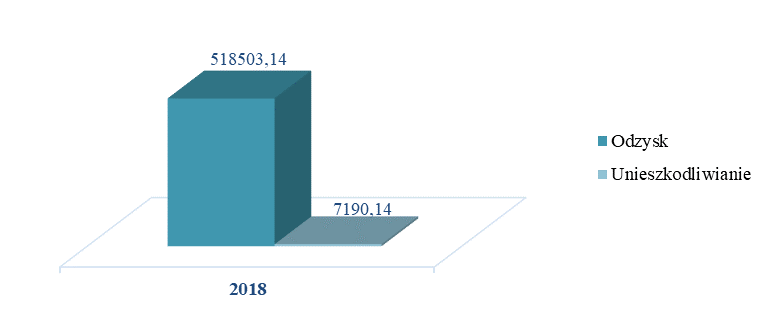 518503,14
7190,14
2018
Odzysk
Unieszkodliwianie